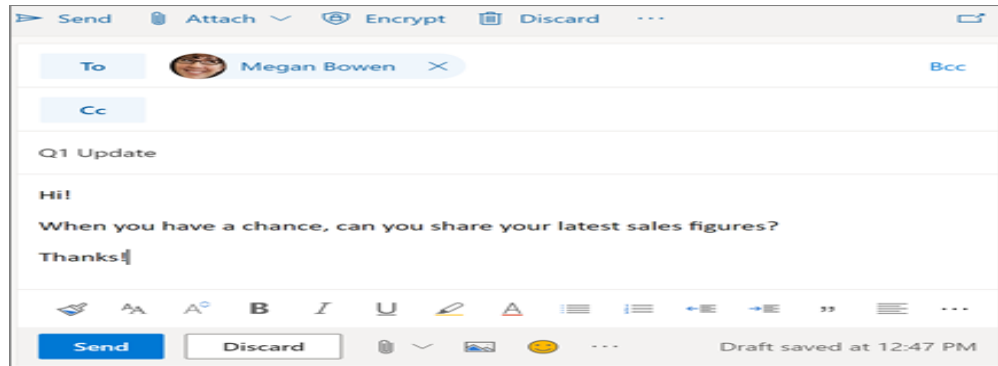 Send Attach Encrypt Discard ...
To Megan Bowen Bcc
Cc
Q1 Update
Hi!
When you have a chance, can you share your latest sales figures?
Thanks!
B I U A
Send Discard ... Draft saved at 12:47 PM